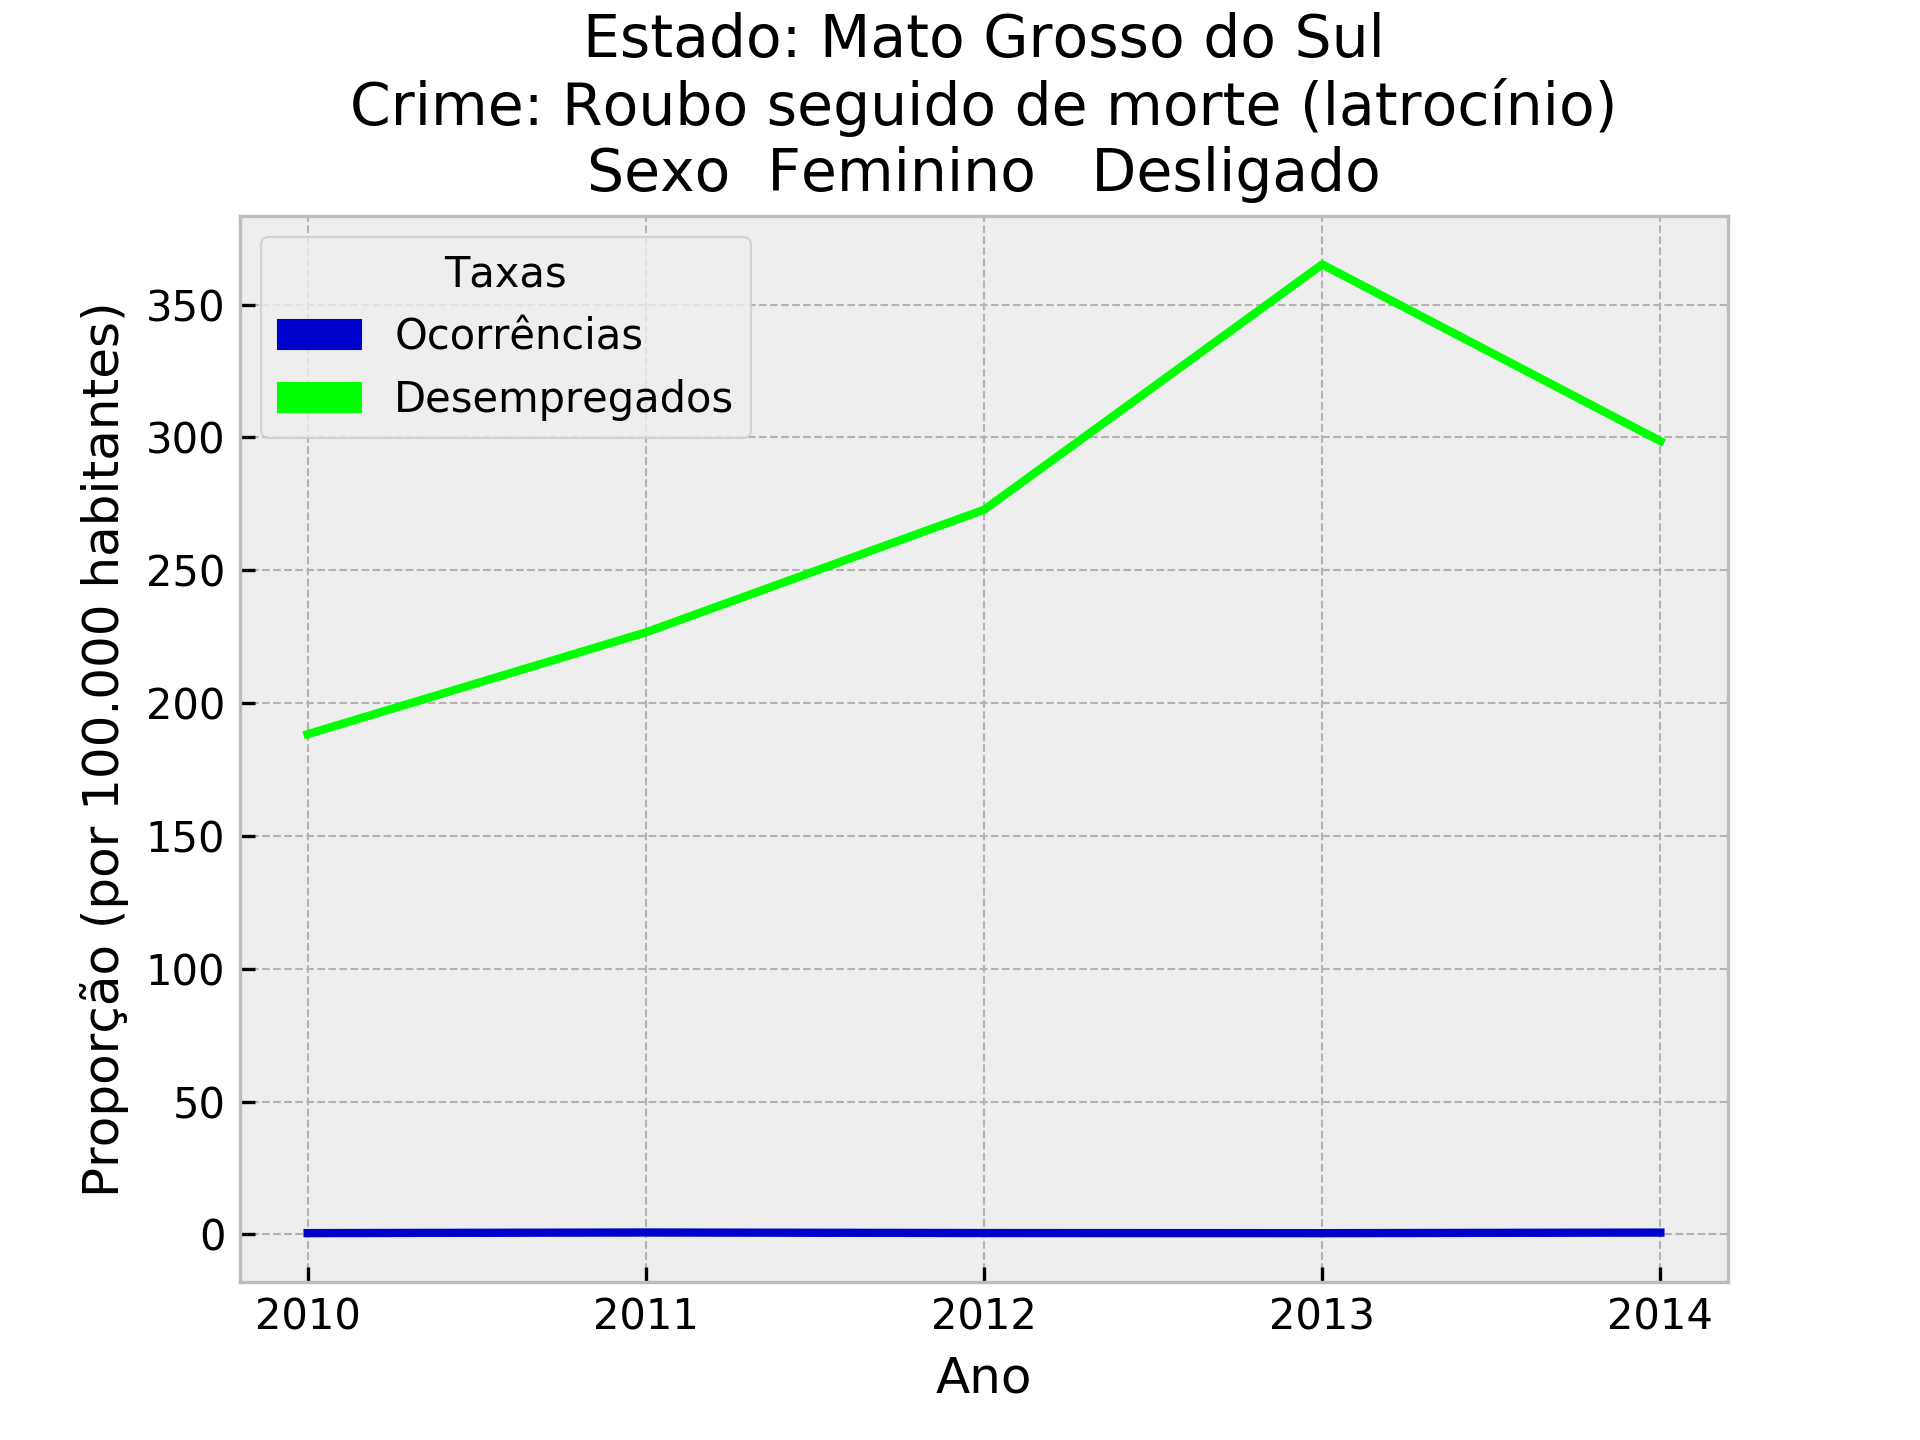 Estado: Mato Grosso do Sul
Crime: Roubo seguido de morte (latrocínio)
Sexo  Feminino   Desligado
Taxas
Ocorrências
Desempregados
Proporção (por 100.000 habitantes)
350
300
250
200
150
100
50
0
2010 2011 2012 2013 2014
Ano